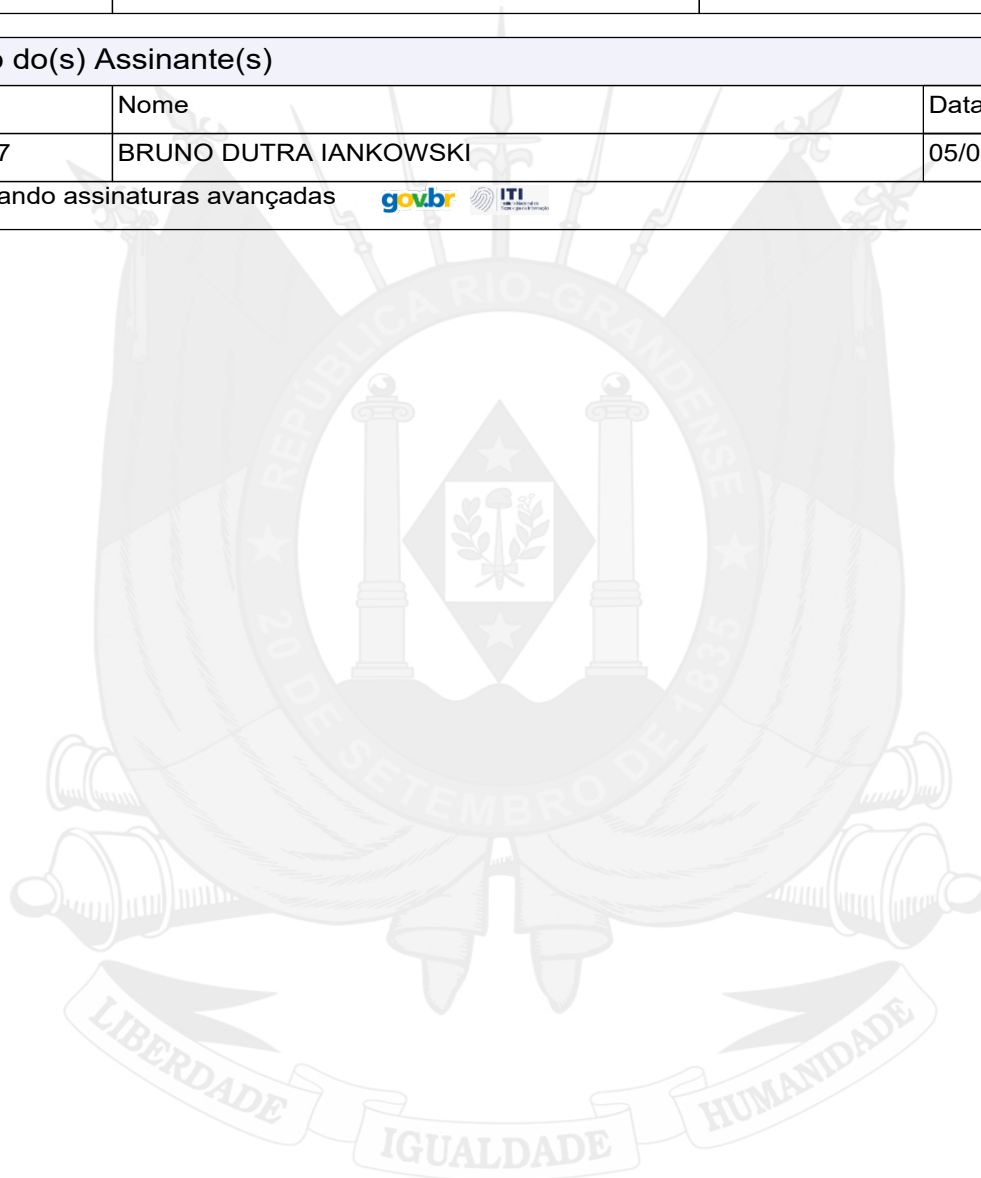 o do(s) Assinante(s)
Nome
Data
7
BRUNO DUTRA IANKOWSKI
05/0
ando assinaturas avançadas
gov.br
ITI
REPÚBLICA RIO-GRANDENSE
20 DE SETEMBRO DE 1835
LIBERDADE
IGUALDADE
HUMANIDADE